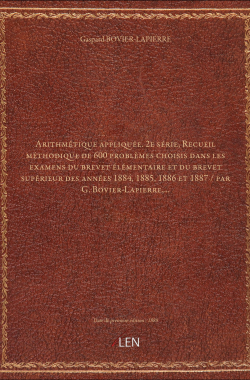 Gaspard BOVIER-LAPIERRE
Arithmétique appliquée. 2e série, Recueil
méthodique de 600 problèmes choisis dans les
examens du brevet élémentaire et du brevet
supérieur des années 1884, 1885, 1886 et 1887 / par
G. Bovier-Lapierre,...
LEN